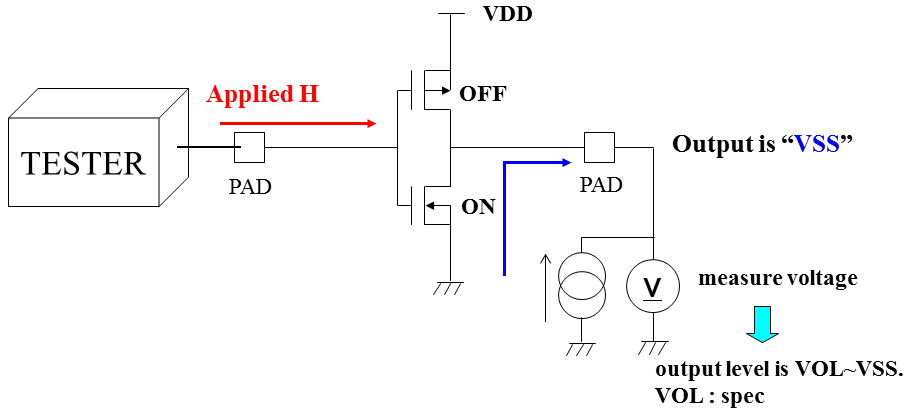 VDD
Applied H
OFF
TESTER
Output is “VSS”
PAD
PAD
ON
V
measure voltage
output level is VOL~VSS.
VOL : spec